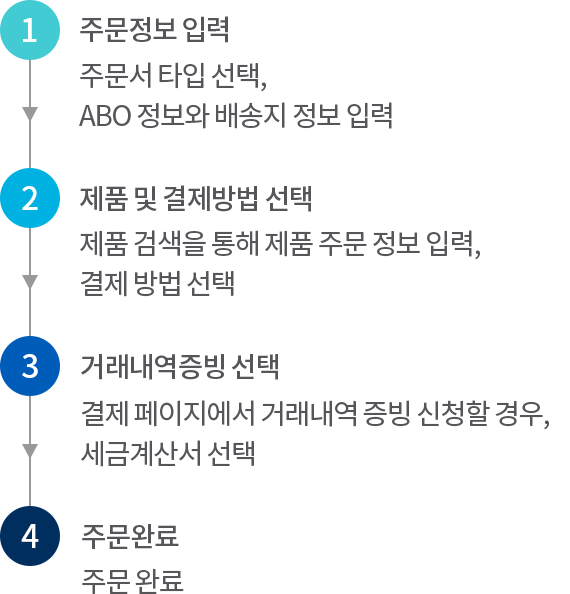 1
주문정보 입력
주문서 타입 선택,
ABO 정보와 배송지 정보 입력
2
제품 및 결제방법 선택
제품 검색을 통해 제품 주문 정보 입력,
결제 방법 선택
3
거래내역증빙 선택
결제 페이지에서 거래내역 증빙 신청할 경우,
세금계산서 선택
4
주문완료
주문 완료